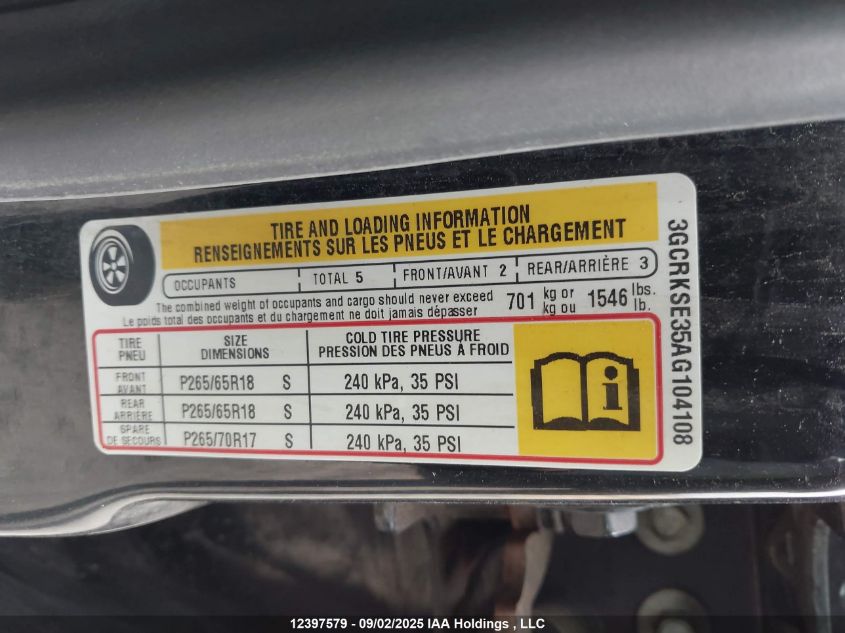 TIRE AND LOADING INFORMATION
RENSEIGNEMENTS SUR LES PNEUS ET LE CHARGEMENT
OCCUPANTS TOTAL 5 FRONT/AVANT 2 REAR/ARRIÈRE 3
The combined weight of occupants and cargo should never exceed 701 kg or 1546 lbs.
Le poids total des occupants et du chargement ne doit jamais dépasser kg ou lb.
TIRE SIZE COLD TIRE PRESSURE
PNEU DIMENSIONS PRESSION DES PNEUS À FROID
FRONT
AVANT P265/65R18 S 240 kPa, 35 PSI
REAR
ARRIÈRE P265/65R18 S 240 kPa, 35 PSI
SPARE
DE SECOURS P265/70R17 S 240 kPa, 35 PSI
i
3GCRKSE35AG104108
12397579 - 09/02/2025 IAA Holdings , LLC